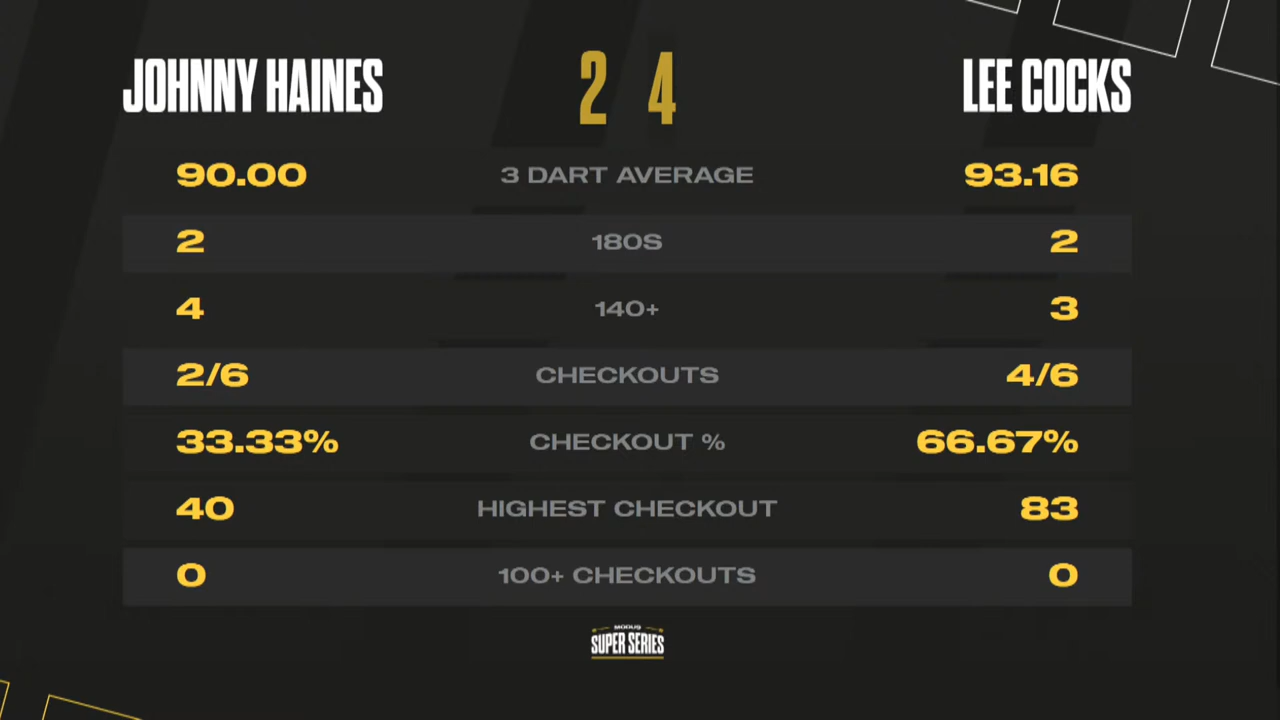 JOHNNY HAINES 2 4 LEE COCKS
90.00 3 DART AVERAGE 93.16
2 180S 2
4 140+ 3
2/6 CHECKOUTS 4/6
33.33% CHECKOUT % 66.67%
40 HIGHEST CHECKOUT 83
0 100+ CHECKOUTS 0
MODUS
SUPER SERIES